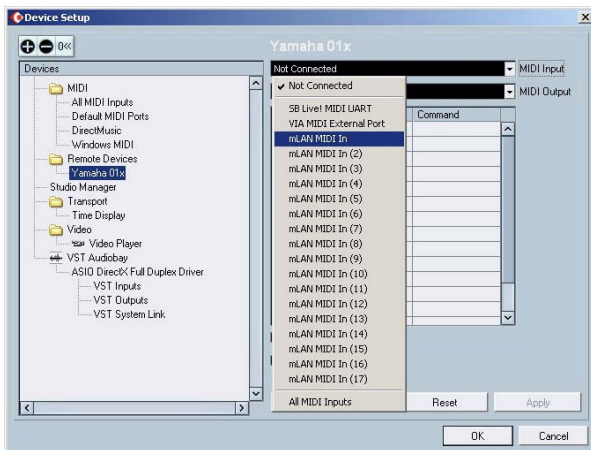 Device Setup
0<<
Yamaha 01x
Devices
MIDI
All MIDI Inputs
Default MIDI Ports
DirectMusic
Windows MIDI
Remote Devices
Yamaha 01x
Studio Manager
Transport
Time Display
Video
Video Player
VST Audiobay
ASIO DirectX Full Duplex Driver
VST Inputs
VST Outputs
VST System Link
Not Connected
MIDI Input
MIDI Output
Not Connected
SB Live! MIDI UART
VIA MIDI External Port
mLAN MIDI In
mLAN MIDI In (2)
mLAN MIDI In (3)
mLAN MIDI In (4)
mLAN MIDI In (5)
mLAN MIDI In (6)
mLAN MIDI In (7)
mLAN MIDI In (8)
mLAN MIDI In (9)
mLAN MIDI In (10)
mLAN MIDI In (11)
mLAN MIDI In (12)
mLAN MIDI In (13)
mLAN MIDI In (14)
mLAN MIDI In (15)
mLAN MIDI In (16)
mLAN MIDI In (17)
All MIDI Inputs
Command
Reset
Apply
OK
Cancel